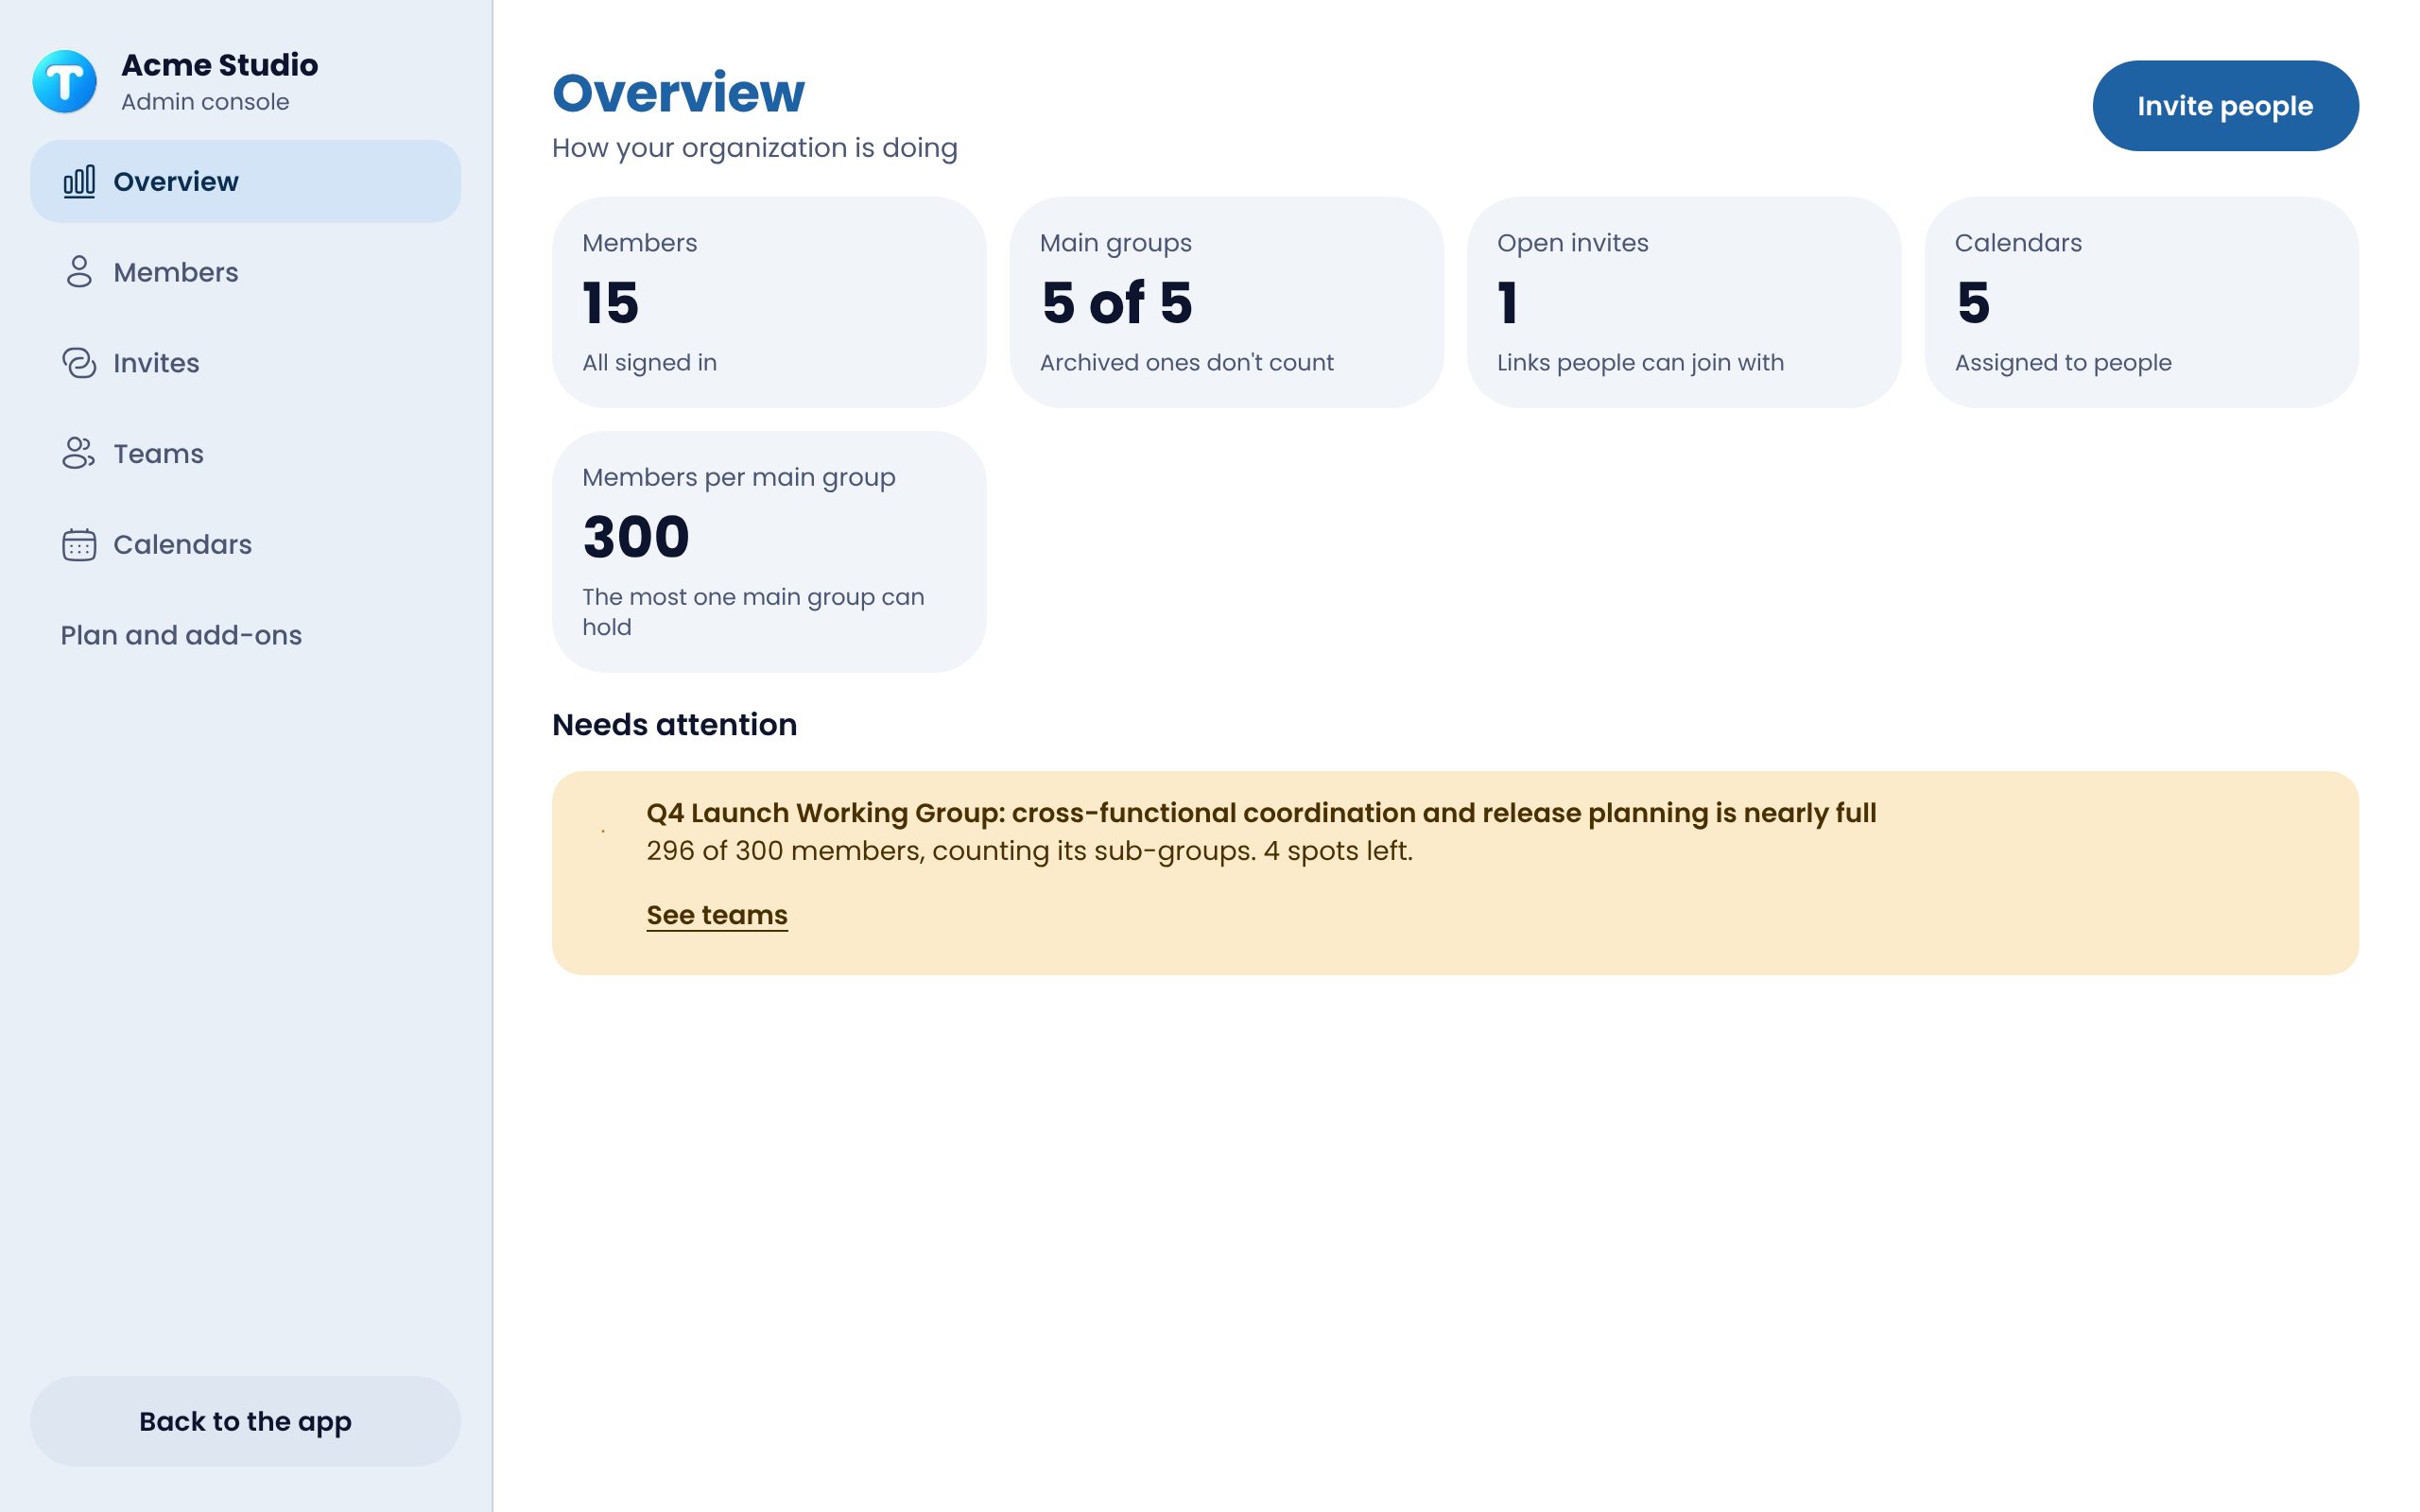 Acme Studio
Admin console
Overview
Members
Invites
Teams
Calendars
Plan and add-ons
Back to the app
Overview
How your organization is doing
Invite people
Members
15
All signed in
Main groups
5 of 5
Archived ones don't count
Open invites
1
Links people can join with
Calendars
5
Assigned to people
Members per main group
300
The most one main group can
hold
Needs attention
Q4 Launch Working Group: cross-functional coordination and release planning is nearly full
296 of 300 members, counting its sub-groups. 4 spots left.
See teams